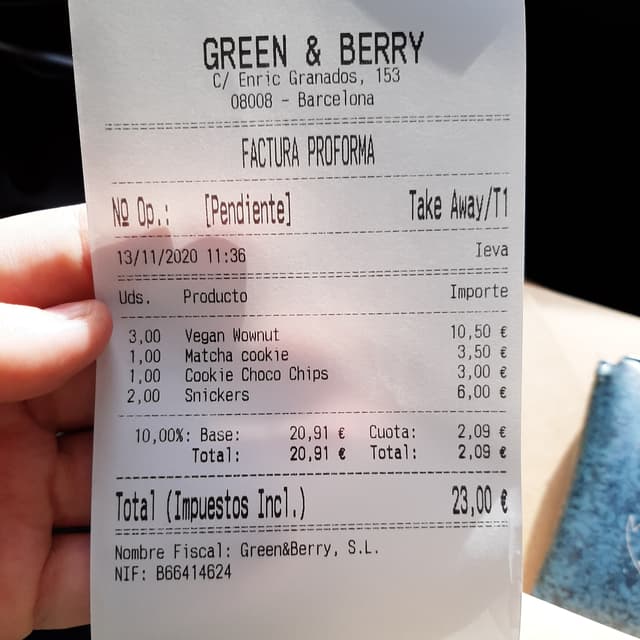 GREEN & BERRY
C/ Enric Granados, 153
08008 - Barcelona
FACTURA PROFORMA
Nº Op.: [Pendiente] Take Away/T1
13/11/2020 11:36 Ieva
Uds. Producto Importe
3,00 Vegan Wownut 10,50 €
1,00 Matcha cookie 3,50 €
1,00 Cookie Choco Chips 3,00 €
2,00 Snickers 6,00 €
10,00%: Base: 20,91 € Cuota: 2,09 €
Total: 20,91 € Total: 2,09 €
Total (Impuestos Incl.) 23,00 €
Nombre Fiscal: Green&Berry, S.L.
NIF: B66414624